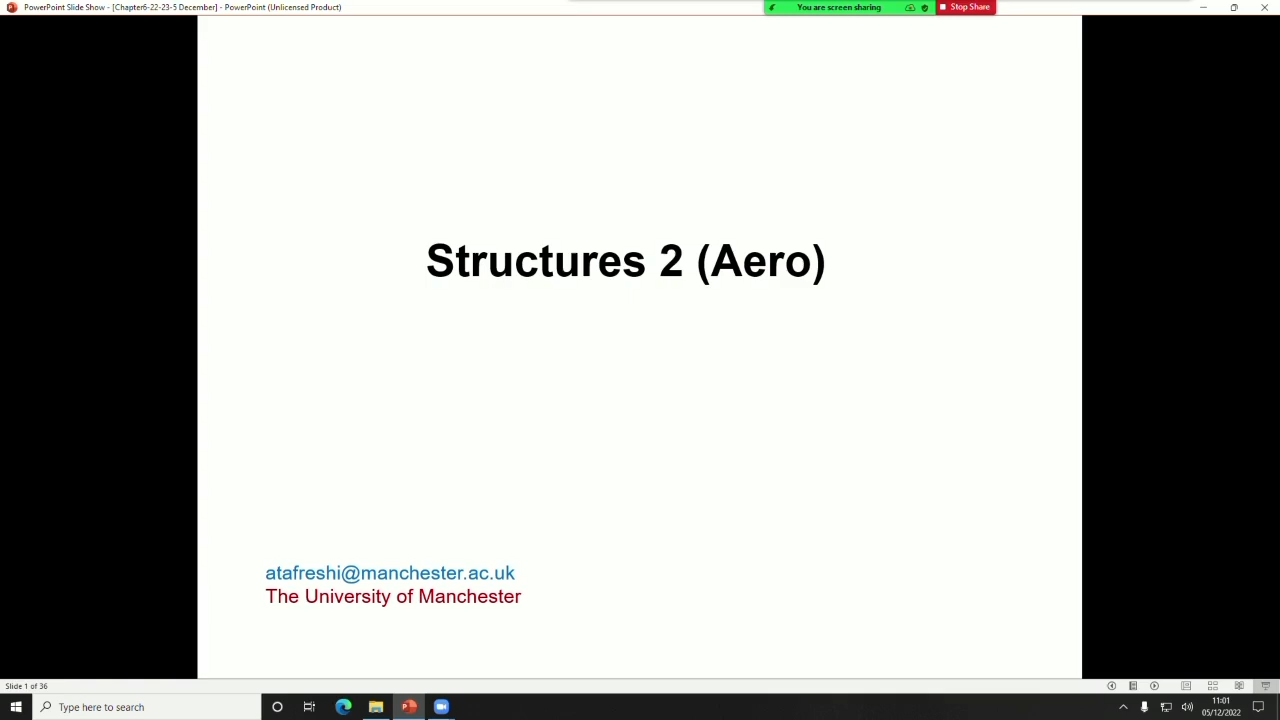 PowerPoint Slide Show - [Chapter6-22-23-5 December] - PowerPoint (Unlicensed Product)
You are screen sharing
Stop Share
Structures 2 (Aero)
atafreshi@manchester.ac.uk
The University of Manchester
Slide 1 of 36
Type here to search
11:01
05/12/2022